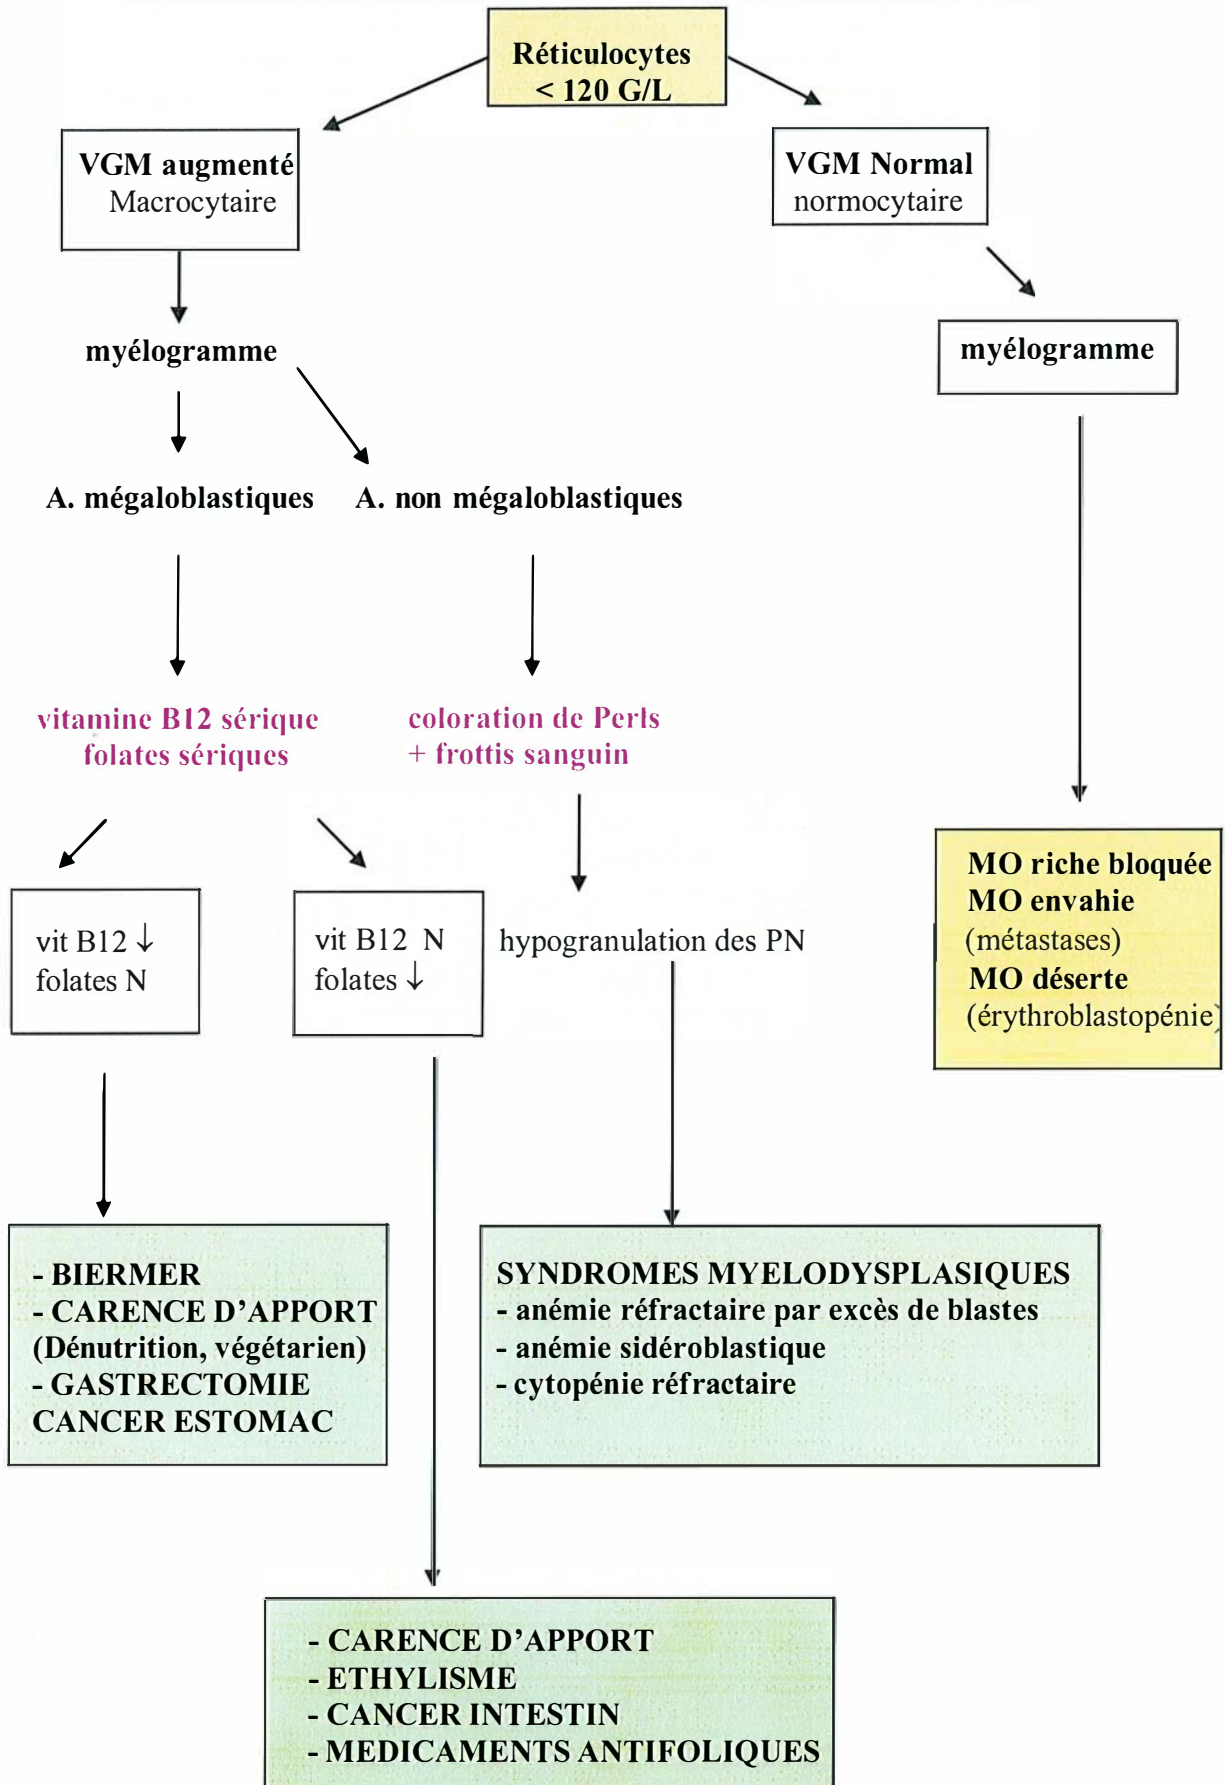 Réticulocytes
< 120 G/L
VGM augmenté
Macrocytaire
VGM Normal
normocytaire
myélogramme
myélogramme
A. mégaloblastiques
A. non mégaloblastiques
vitamine B12 sérique
folates sériques
coloration de Perls
+ frottis sanguin
vit B12 ↓
folates N
vit B12 N
folates ↓
hypogranulation des PN
MO riche bloquée
MO envahie
(métastases)
MO déserte
(érythroblastopénie)
- BIERMER
- CARENCE D'APPORT
(Dénutrition, végétarien)
- GASTRECTOMIE
CANCER ESTOMAC
SYNDROMES MYELODYSPLASIQUES
- anémie réfractaire par excès de blastes
- anémie sidéroblastique
- cytopénie réfractaire
- CARENCE D'APPORT
- ETHYLISME
- CANCER INTESTIN
- MEDICAMENTS ANTIFOLIQUES